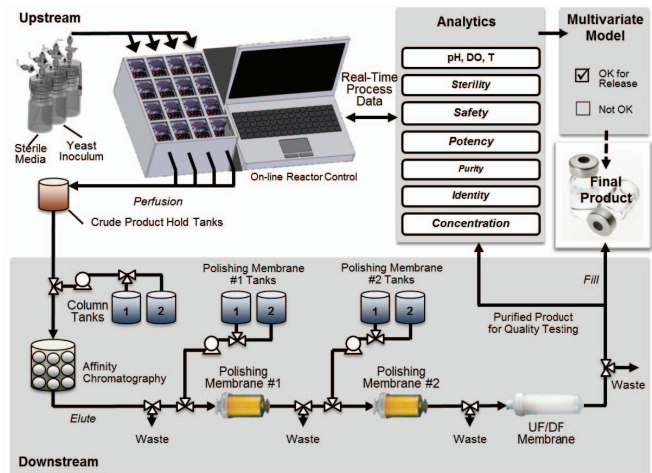 Upstream
Sterile
Media
Yeast
Inoculum
Real-Time
Process
Data
On-line Reactor Control
Perfusion
Crude Product Hold Tanks
Analytics
pH, DO, T
Sterility
Safety
Potency
Purity
Identity
Concentration
Multivariate
Model
OK for
Release
Not OK
Final
Product
Fill
Purified Product
for Quality Testing
Column
Tanks
1
2
Polishing Membrane
#1 Tanks
1
2
Polishing Membrane
#2 Tanks
1
2
Affinity
Chromatography
Elute
Polishing Membrane #1
Polishing Membrane #2
UF/DF
Membrane
Waste
Waste
Waste
Waste
Downstream